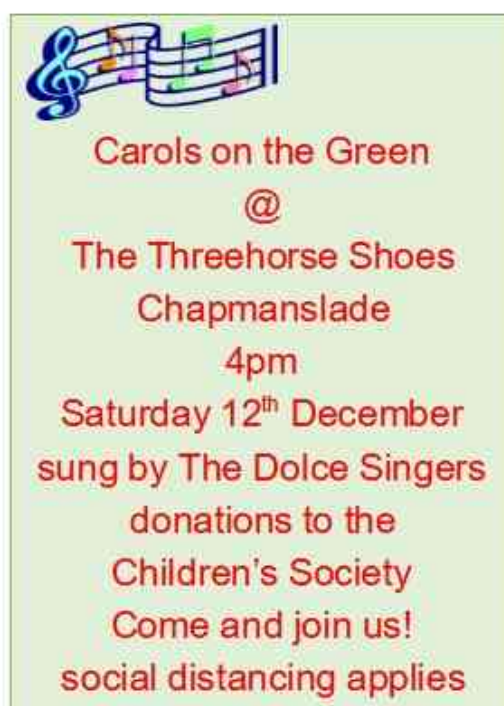 Carols on the Green
@
The Threehorse Shoes
Chapmanslade
4pm
Saturday 12th December
sung by The Dolce Singers
donations to the
Children's Society
Come and join us!
social distancing applies